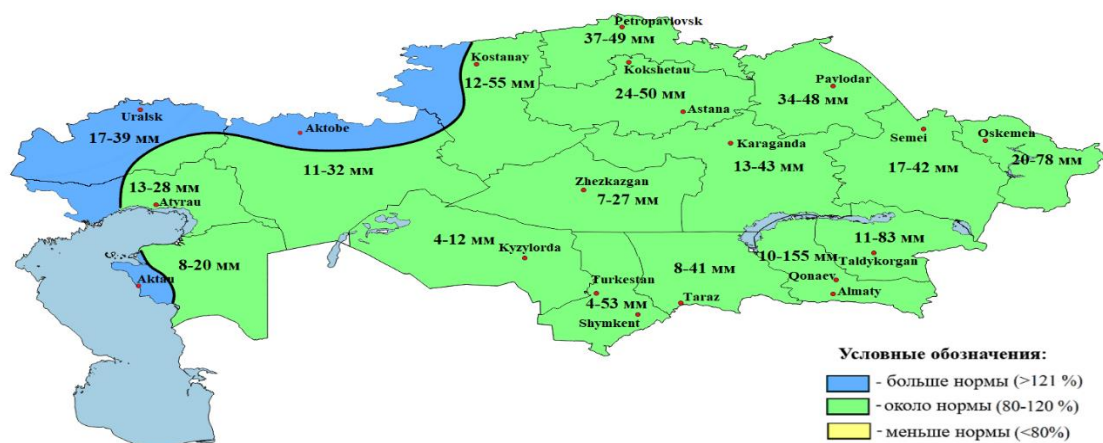 Petropavlovsk
37-49 мм
Kostanay
12-55 мм
Kokshetau
24-50 мм
Astana
Pavlodar
34-48 мм
Uralsk
17-39 мм
Aktobe
11-32 мм
Karaganda
13-43 мм
Semei
17-42 мм
Oskemen
20-78 мм
13-28 мм
Atyrau
Zhezkazgan
7-27 мм
8-20 мм
Aktau
4-12 мм
Kyzylorda
Turkestan
4-53 мм
Shymkent
8-41 мм
Taraz
10-155 мм
Qonaev
Almaty
11-83 мм
Taldykorgan
Условные обозначения:
- больше нормы (>121 %)
-около нормы (80-120 %)
- меньше нормы (<80%)